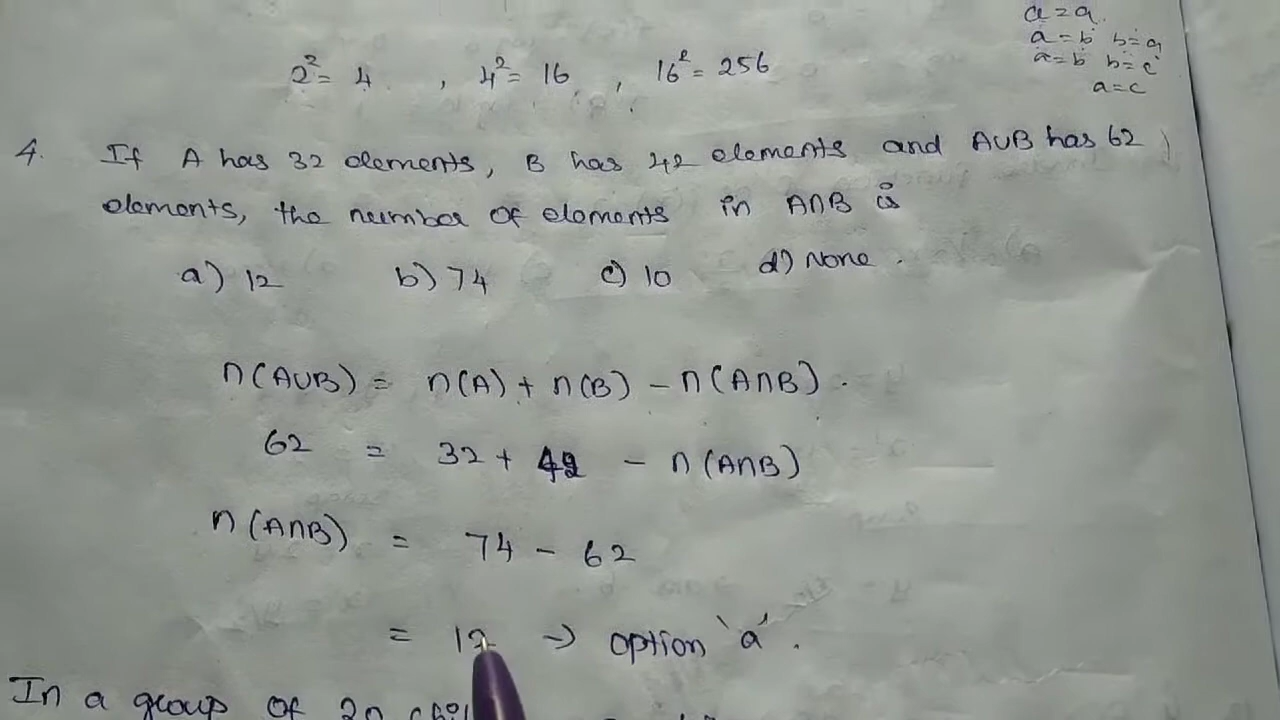 a = a
a = b b = a
a = b b = c
a = c
2² = 4 , 4² = 16 , 16² = 256
4. If A has 32 elements, B has 42 elements and A∪B has 62
elements, the number of elements in A∩B is
a) 12 b) 74 c) 10 d) None .
n(A∪B) = n(A) + n(B) - n(A∩B) .
62 = 32 + 42 - n(A∩B)
n(A∩B) = 74 - 62
= 12 → option 'a' .
In a group of 20